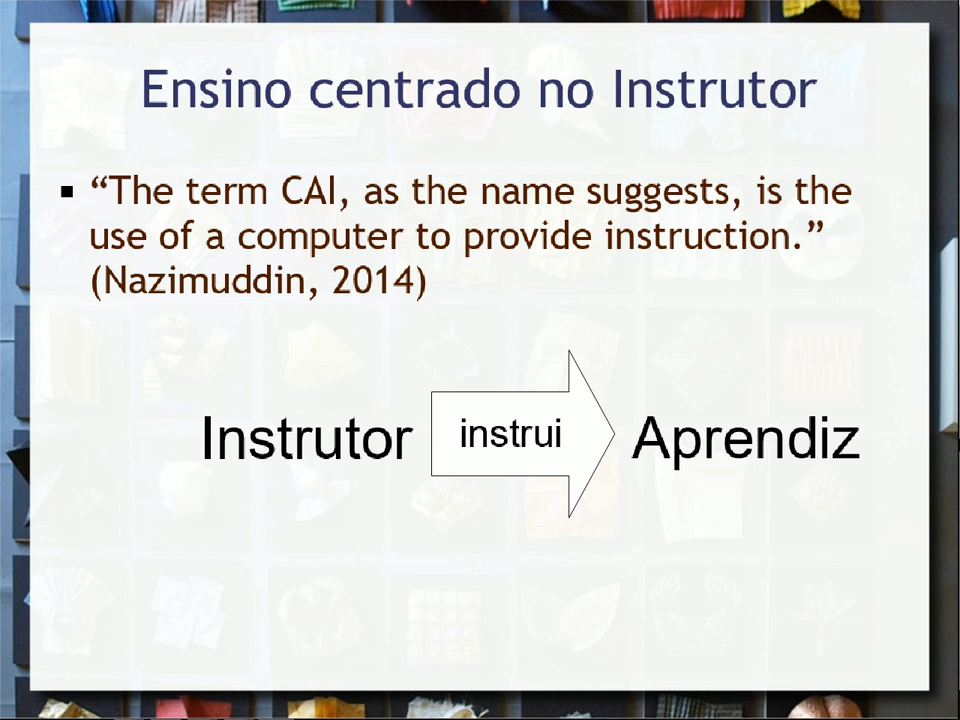 Ensino centrado no Instrutor
▪ “The term CAI, as the name suggests, is the
use of a computer to provide instruction.”
(Nazimuddin, 2014)
Instrutor instrui Aprendiz